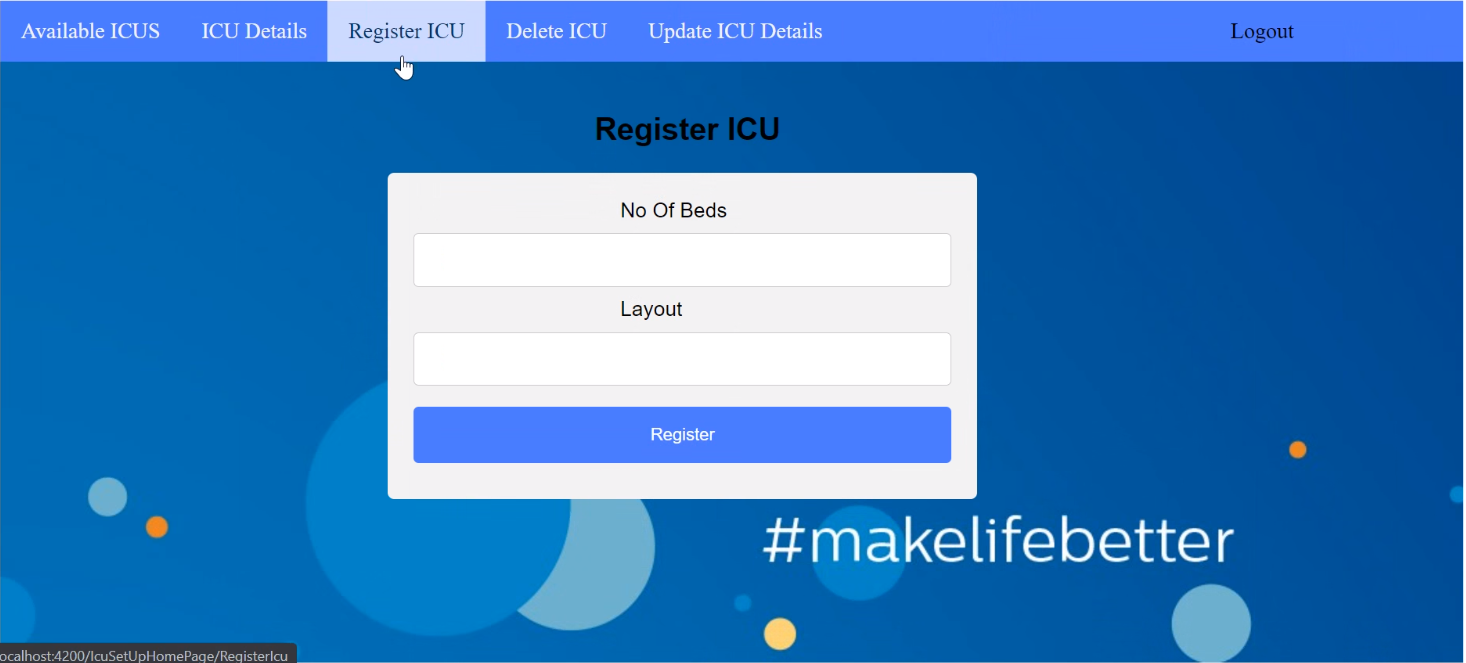 Available ICUS ICU Details Register ICU Delete ICU Update ICU Details Logout
Register ICU
No Of Beds
Layout
Register
#makelifebetter
ocalhost:4200/IcuSetUpHomePage/RegisterIcu